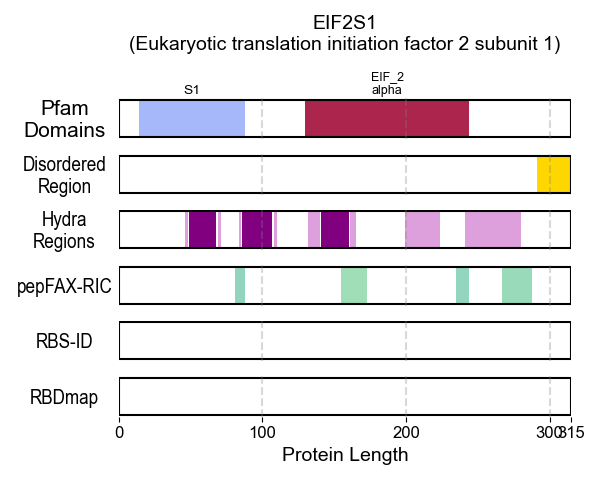 EIF2S1
(Eukaryotic translation initiation factor 2 subunit 1)
S1
EIF_2
alpha
Pfam
Domains
Disordered
Region
Hydra
Regions
pepFAX-RIC
RBS-ID
RBDmap
0 100 200 300 315
Protein Length